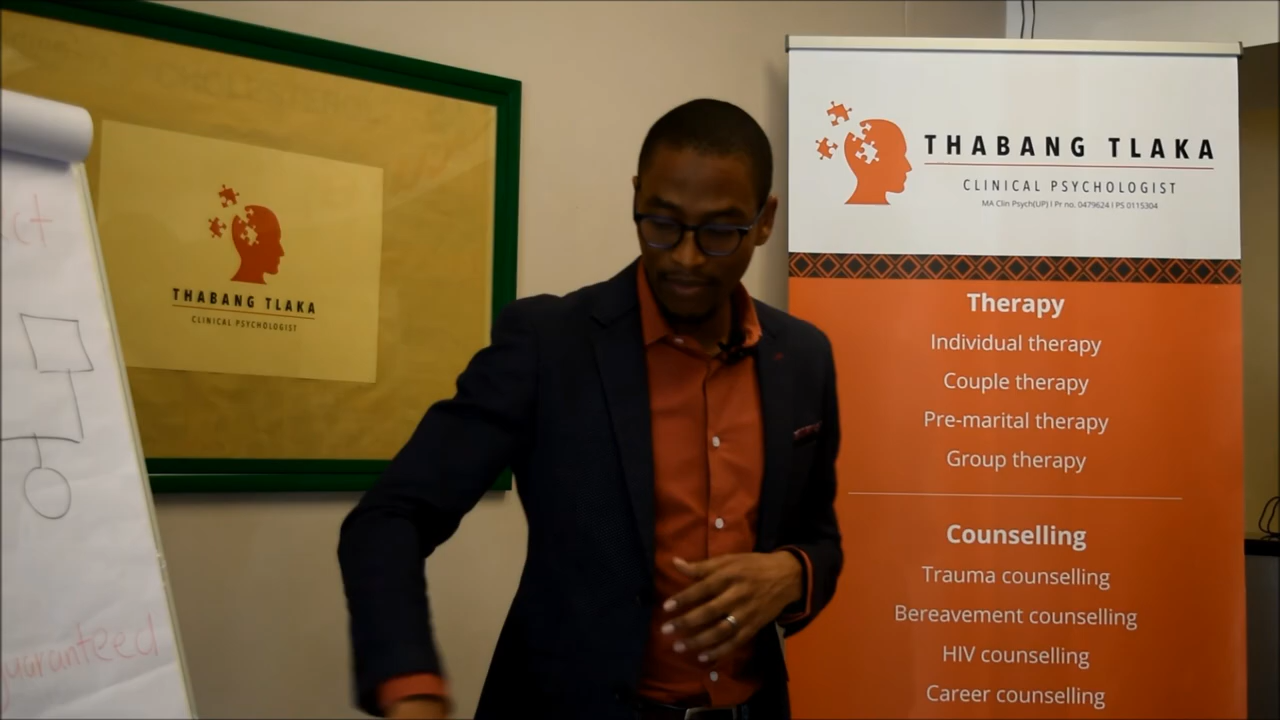 ct
guaranteed
THABANG TLAKA
CLINICAL PSYCHOLOGIST
THABANG TLAKA
CLINICAL PSYCHOLOGIST
MA Clin Psych(UP) I Pr no. 0479624 I PS 0115304
Therapy
Individual therapy
Couple therapy
Pre-marital therapy
Group therapy
Counselling
Trauma counselling
Bereavement counselling
HIV counselling
Career counselling